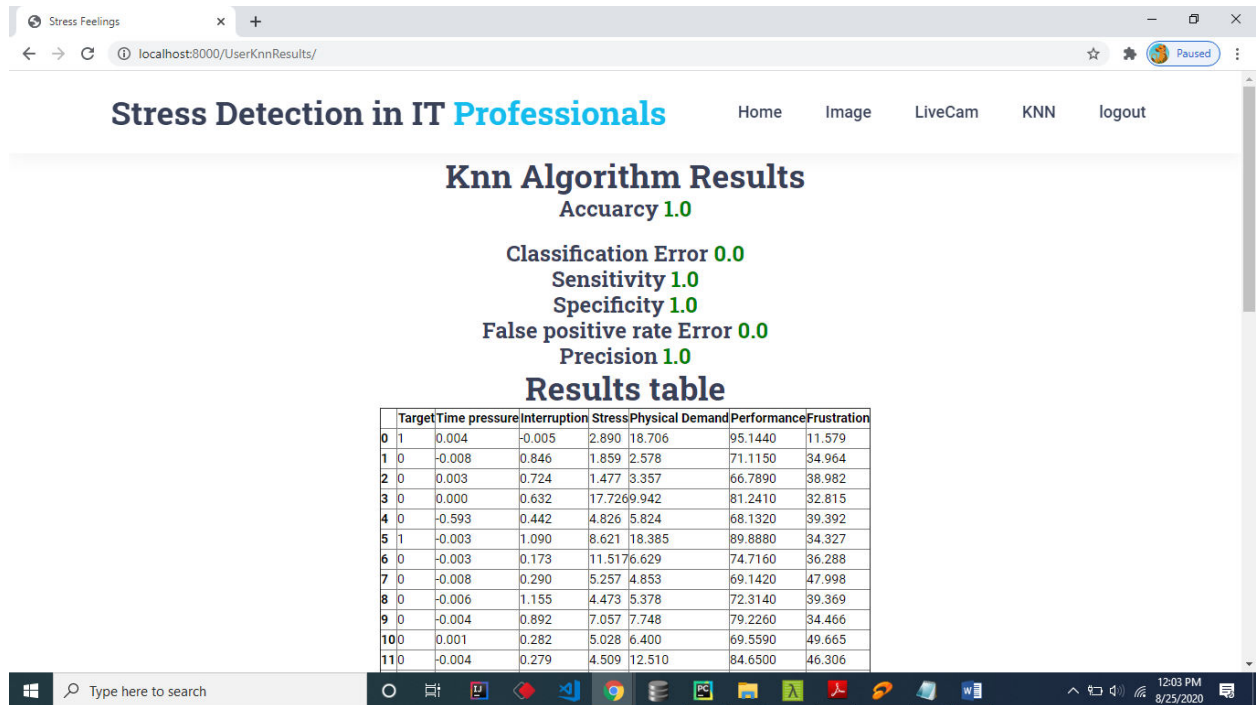 Stress Feelings
localhost:8000/UserKnnResults/
Paused
Stress Detection in IT Professionals
Home Image LiveCam KNN logout
Knn Algorithm Results
Accuarcy 1.0
Classification Error 0.0
Sensitivity 1.0
Specificity 1.0
False positive rate Error 0.0
Precision 1.0
Results table
Target Time pressure Interruption Stress Physical Demand Performance Frustration
0 1 0.004 -0.005 2.890 18.706 95.1440 11.579
1 0 -0.008 0.846 1.859 2.578 71.1150 34.964
2 0 0.003 0.724 1.477 3.357 66.7890 38.982
3 0 0.000 0.632 17.726 9.942 81.2410 32.815
4 0 -0.593 0.442 4.826 5.824 68.1320 39.392
5 1 -0.003 1.090 8.621 18.385 89.8880 34.327
6 0 -0.003 0.173 11.517 6.629 74.7160 36.288
7 0 -0.008 0.290 5.257 4.853 69.1420 47.998
8 0 -0.006 1.155 4.473 5.378 72.3140 39.369
9 0 -0.004 0.892 7.057 7.748 79.2260 34.466
10 0 0.001 0.282 5.028 6.400 69.5590 49.665
11 0 -0.004 0.279 4.509 12.510 84.6500 46.306
Type here to search
12:03 PM
8/25/2020